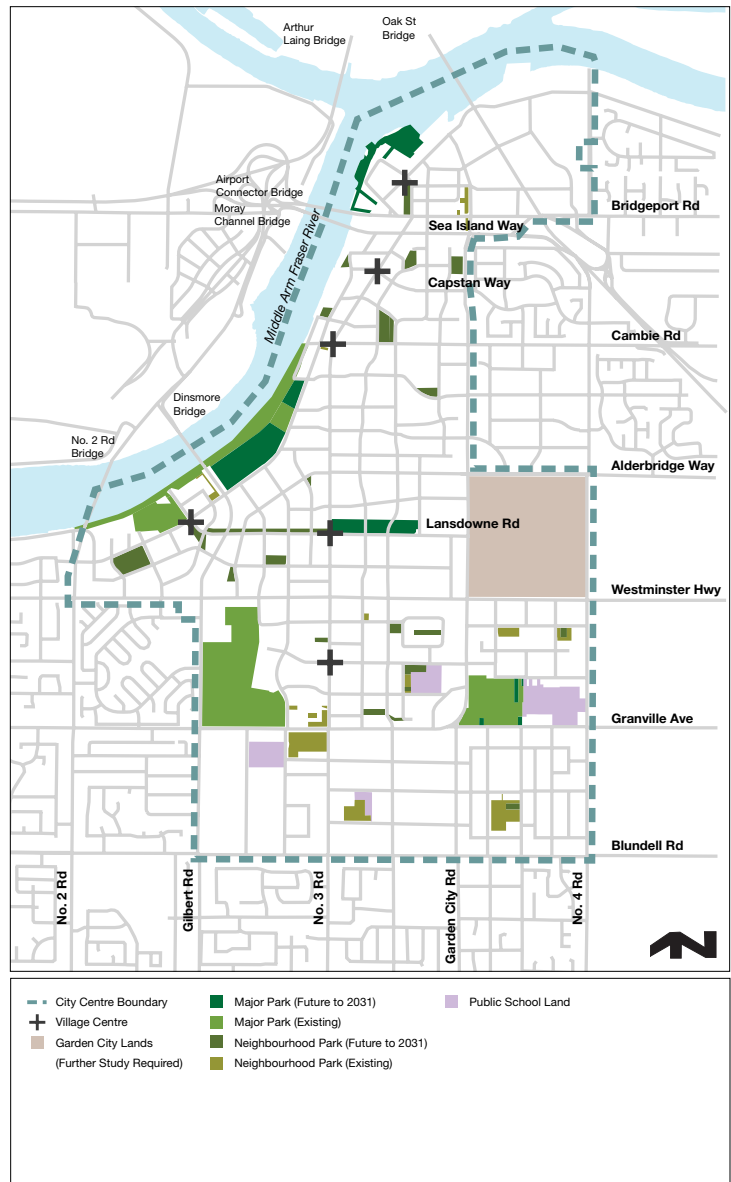 Arthur
Laing Bridge
Oak St
Bridge
Airport
Connector Bridge
Moray
Channel Bridge
Bridgeport Rd
Sea Island Way
Middle Arm Fraser River
Capstan Way
Cambie Rd
Dinsmore
Bridge
No. 2 Rd
Bridge
Alderbridge Way
Lansdowne Rd
Westminster Hwy
Granville Ave
Blundell Rd
No. 2 Rd
Gilbert Rd
No. 3 Rd
Garden City Rd
No. 4 Rd
N
City Centre Boundary
Village Centre
Garden City Lands
(Further Study Required)
Major Park (Future to 2031)
Major Park (Existing)
Neighbourhood Park (Future to 2031)
Neighbourhood Park (Existing)
Public School Land